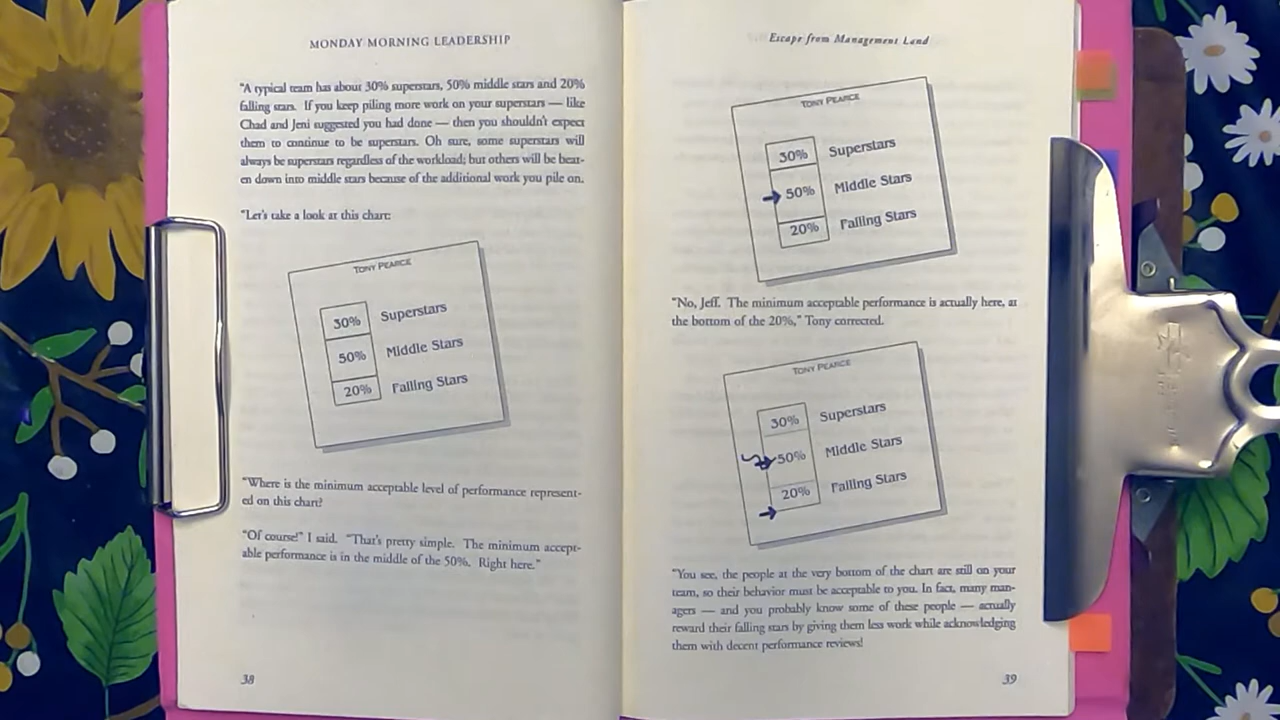 MONDAY MORNING LEADERSHIP
"A typical team has about 30% superstars, 50% middle stars and 20%
falling stars. If you keep piling more work on your superstars — like
Chad and Jeni suggested you had done — then you shouldn't expect
them to continue to be superstars. Oh sure, some superstars will
always be superstars regardless of the workload; but others will be beat-
en down into middle stars because of the additional work you pile on.
"Let's take a look at this chart:
TONY PEARCE
30% Superstars
50% Middle Stars
20% Falling Stars
"Where is the minimum acceptable level of performance represent-
ed on this chart?
"Of course!" I said. "That's pretty simple. The minimum accept-
able performance is in the middle of the 50%. Right here."
38
Escape from Management Land
TONY PEARCE
30% Superstars
50% Middle Stars
20% Falling Stars
"No, Jeff. The minimum acceptable performance is actually here, at
the bottom of the 20%," Tony corrected.
TONY PEARCE
30% Superstars
50% Middle Stars
20% Falling Stars
"You see, the people at the very bottom of the chart are still on your
team, so their behavior must be acceptable to you. In fact, many man-
agers — and you probably know some of these people — actually
reward their falling stars by giving them less work while acknowledging
them with decent performance reviews!
39